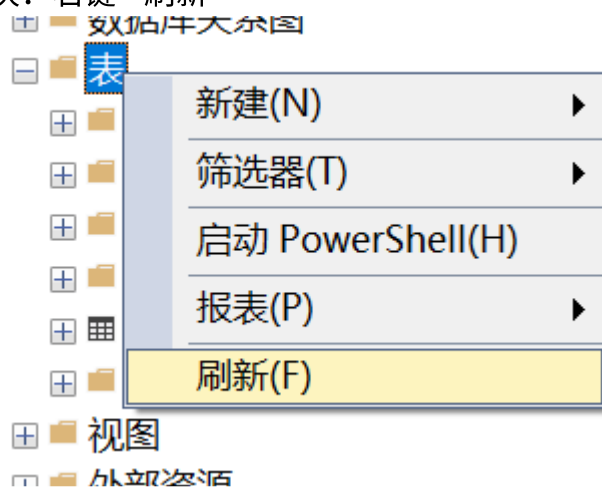 数据库关系图
表
新建(N)
筛选器(T)
启动 PowerShell(H)
报表(P)
刷新(F)
视图
外部资源